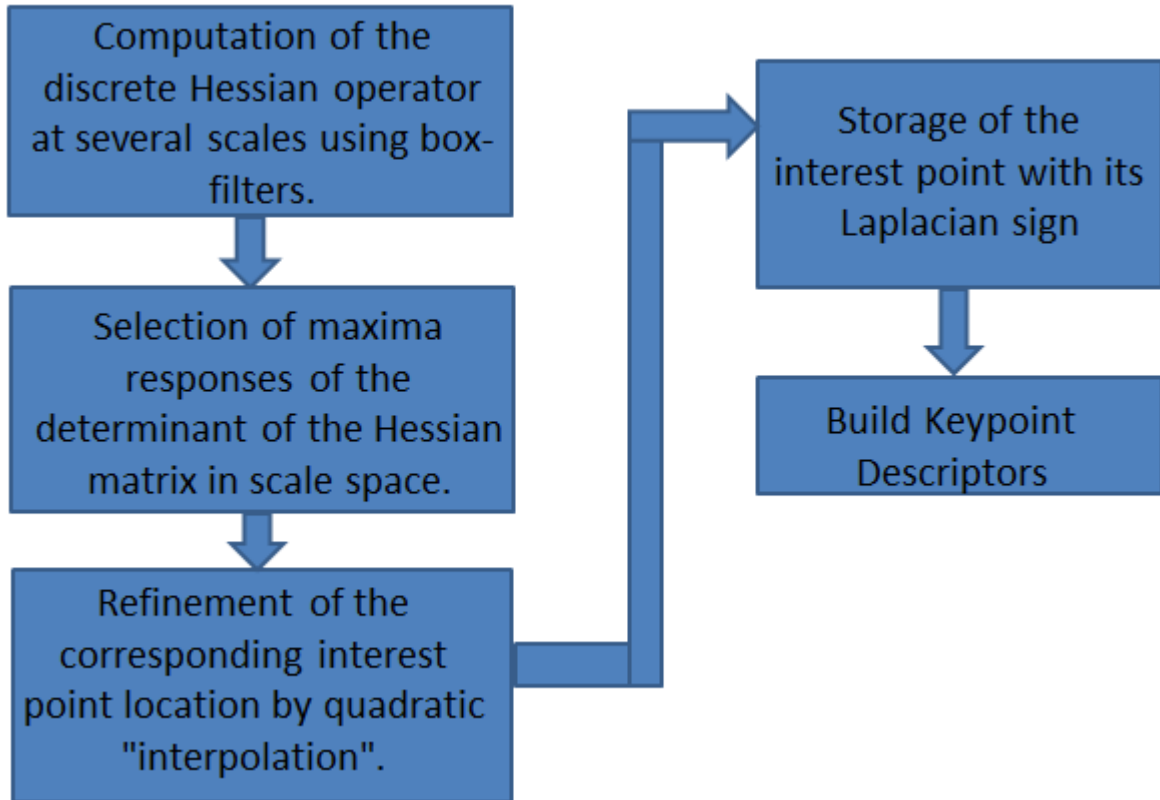 Computation of the
discrete Hessian operator
at several scales using box-
filters.
Selection of maxima
responses of the
determinant of the Hessian
matrix in scale space.
Refinement of the
corresponding interest
point location by quadratic
"interpolation".
Storage of the
interest point with its
Laplacian sign
Build Keypoint
Descriptors